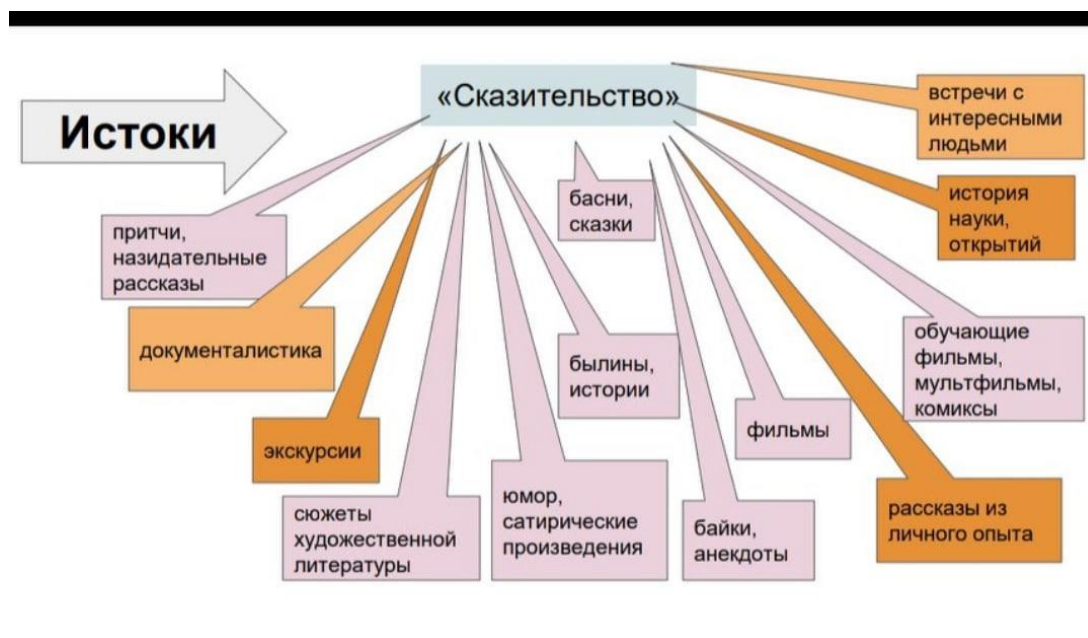 «Сказительство»
Истоки
встречи с
интересными
людьми
история
науки,
открытий
басни,
сказки
притчи,
назидательные
рассказы
документалистика
былины,
истории
обучающие
фильмы,
мультфильмы,
комиксы
фильмы
экскурсии
сюжеты
художественной
литературы
юмор,
сатирические
произведения
байки,
анекдоты
рассказы из
личного опыта